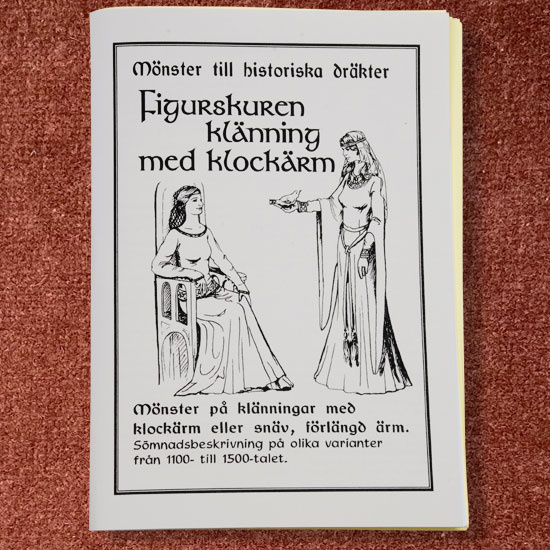 Mönster till historiska dräkter
Figurskuren
klänning
med klockärm
Mönster på klänningar med
klockärm eller snäv, förlängd ärm.
Sömnadsbeskrivning på olika varianter
från 1100- till 1500-talet.